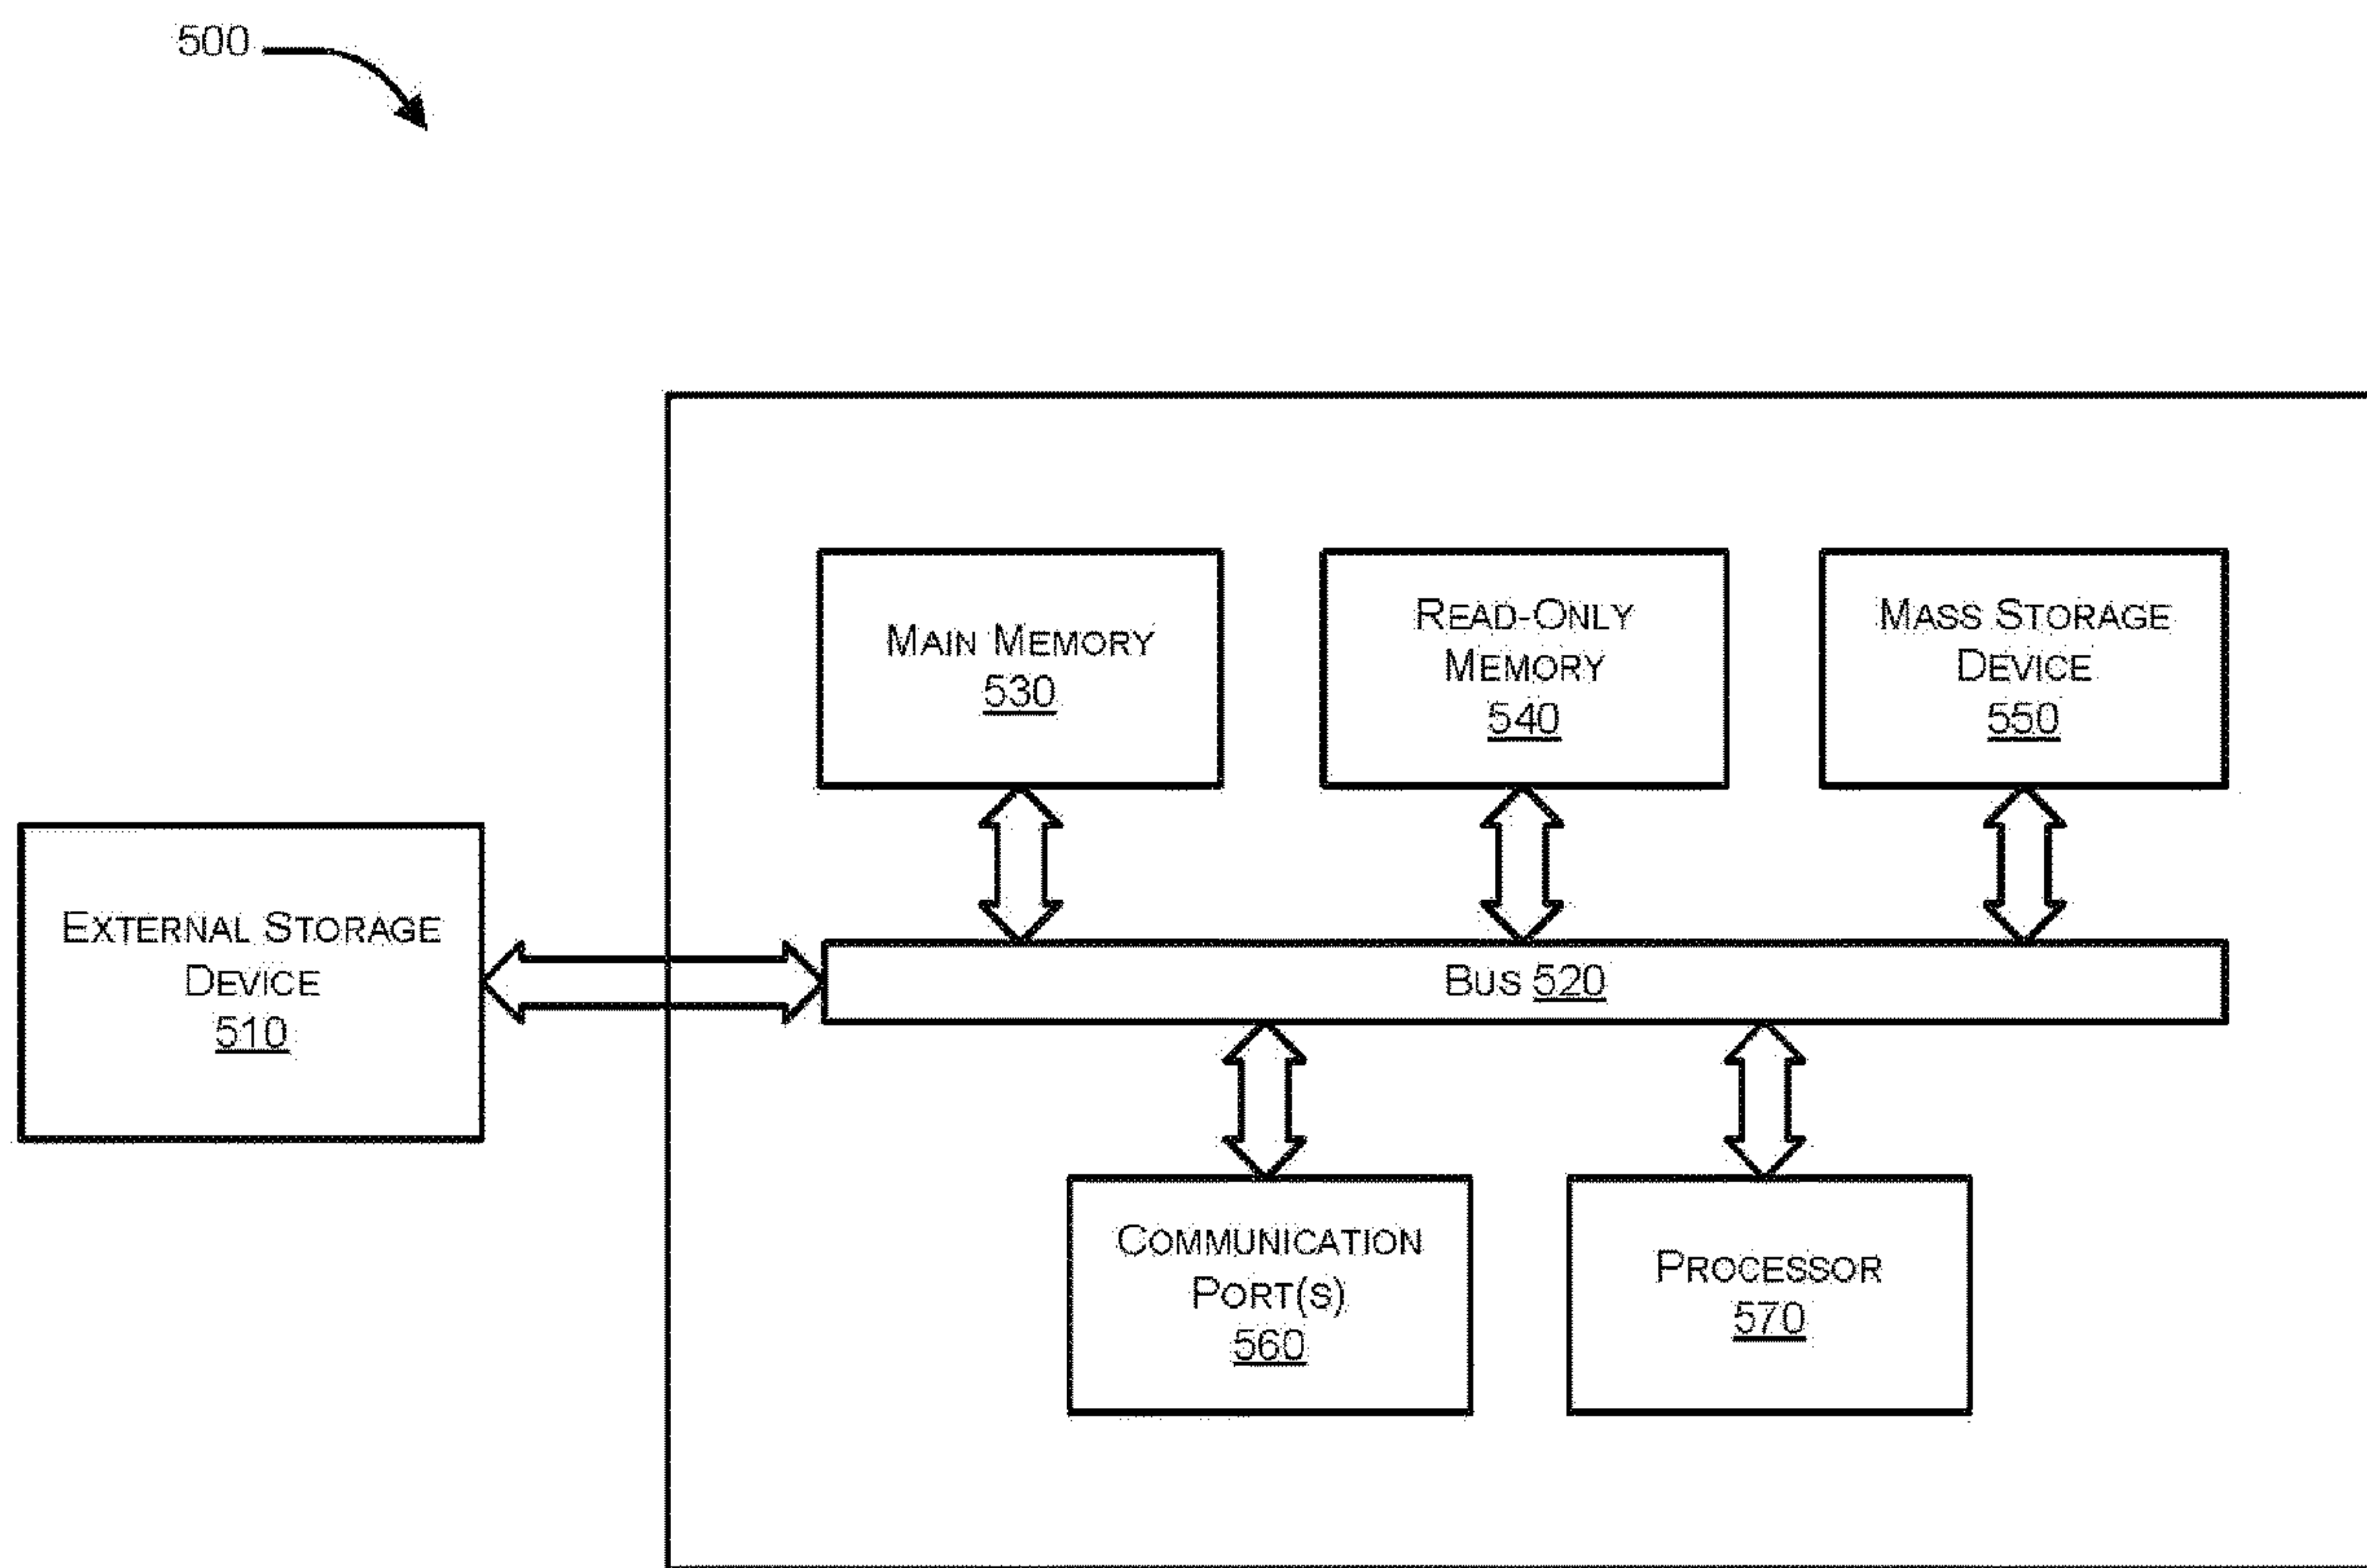 500
MAIN MEMORY
530
READ-ONLY
MEMORY
540
MASS STORAGE
DEVICE
550
EXTERNAL STORAGE
DEVICE
510
BUS 520
COMMUNICATION
PORT(S)
560
PROCESSOR
570